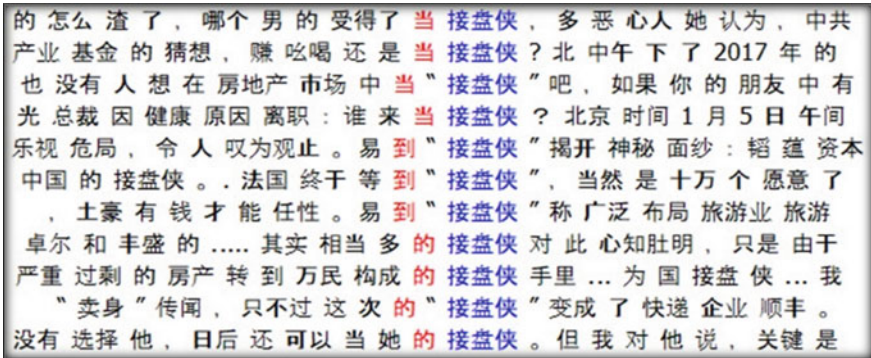 的 怎么 渣 了 , 哪个 男 的 受得了 当 接盘侠 , 多 恶 心人 她 认为 , 中共
产业 基金 的 猜想 , 赚 吆喝 还 是 当 接盘侠 ? 北 中午 下 了 2017 年 的
也 没有 人 想 在 房地产 市场 中 当 “ 接盘侠 ” 吧 , 如果 你 的 朋友 中 有
光 总裁 因 健康 原因 离职 : 谁 来 当 接盘侠 ? 北京 时间 1 月 5 日 午间
乐视 危局 , 令 人 叹为观止 。 易 到 “ 接盘侠 ” 揭开 神秘 面纱 : 韬 蕴 资本
中国 的 接盘侠 。 . 法国 终于 等 到 “ 接盘侠 ” , 当然 是 十万 个 愿意 了
, 土豪 有 钱 才 能 任性 。 易 到 “ 接盘侠 ” 称 广泛 布局 旅游业 旅游
卓尔 和 丰盛 的 ..... 其实 相当 多 的 接盘侠 对 此 心知肚明 , 只是 由于
严重 过剩 的 房产 转 到 万民 构成 的 接盘侠 手里 ... 为 国 接盘 侠 ... 我
“ 卖身 ” 传闻 , 只不过 这 次 的 “ 接盘侠 ” 变成 了 快递 企业 顺丰 。
没有 选择 他 , 日后 还 可以 当 她 的 接盘侠 。 但 我 对 他 说 , 关键 是